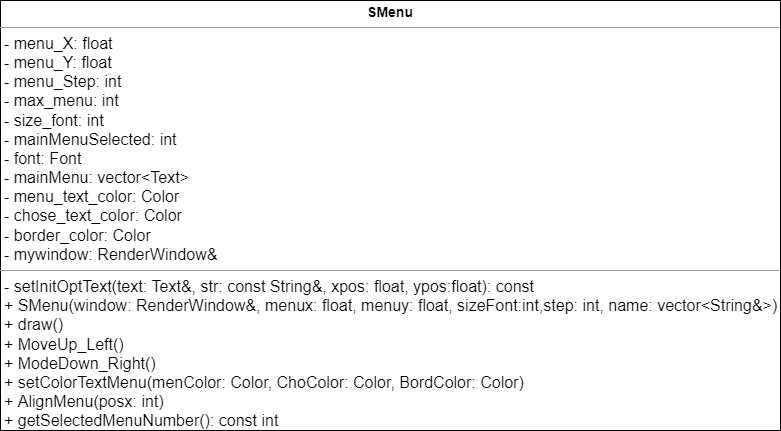 SMenu
- menu_X: float
- menu_Y: float
- menu_Step: int
- max_menu: int
- size_font: int
- mainMenuSelected: int
- font: Font
- mainMenu: vector<Text>
- menu_text_color: Color
- chose_text_color: Color
- border_color: Color
- mywindow: RenderWindow&
- setInitOptText(text: Text&, str: const String&, xpos: float, ypos:float): const
+ SMenu(window: RenderWindow&, menux: float, menuy: float, sizeFont:int,step: int, name: vector<String&>)
+ draw()
+ MoveUp_Left()
+ ModeDown_Right()
+ setColorTextMenu(menColor: Color, ChoColor: Color, BordColor: Color)
+ AlignMenu(posx: int)
+ getSelectedMenuNumber(): const int